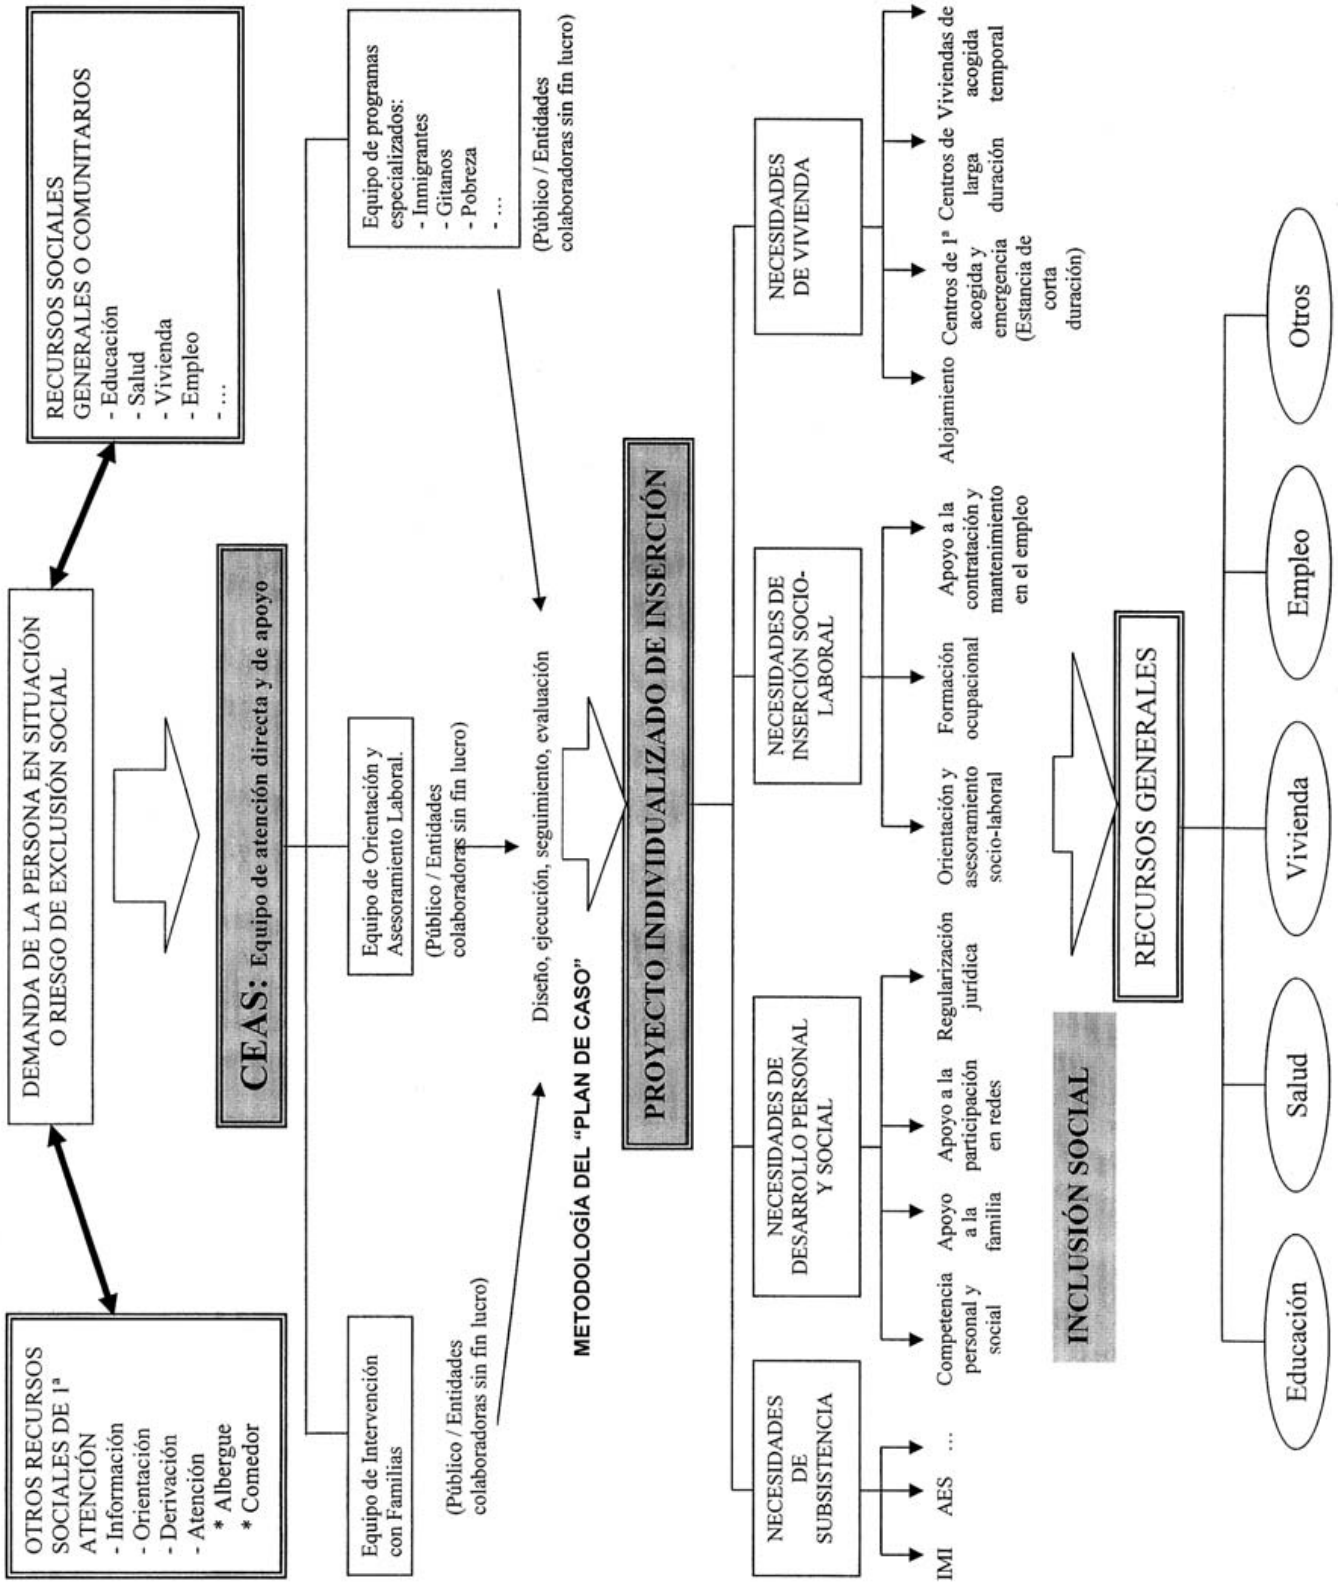 DEMANDA DE LA PERSONA EN SITUACIÓN
O RIESGO DE EXCLUSIÓN SOCIAL
OTROS RECURSOS
SOCIALES DE 1ª
ATENCIÓN
- Información
- Orientación
- Derivación
- Atención
* Albergue
* Comedor
RECURSOS SOCIALES
GENERALES O COMUNITARIOS
- Educación
- Salud
- Vivienda
- Empleo
- ...
CEAS: Equipo de atención directa y de apoyo
Equipo de Intervención
con Familias
(Público / Entidades
colaboradoras sin fin lucro)
Equipo de Orientación y
Asesoramiento Laboral.
(Público / Entidades
colaboradoras sin fin lucro)
Equipo de programas
especializados:
- Inmigrantes
- Gitanos
- Pobreza
- ...
(Público / Entidades
colaboradoras sin fin lucro)
Diseño, ejecución, seguimiento, evaluación
METODOLOGÍA DEL "PLAN DE CASO"
PROYECTO INDIVIDUALIZADO DE INSERCIÓN
NECESIDADES
DE
SUBSISTENCIA
IMI
AES
...
NECESIDADES DE
DESARROLLO PERSONAL
Y SOCIAL
Competencia
personal y
social
Apoyo
a la
familia
Apoyo a la
participación
en redes
Regularización
jurídica
NECESIDADES DE
INSERCIÓN SOCIO-
LABORAL
Orientación y
asesoramiento
socio-laboral
Formación
ocupacional
Apoyo a la
contratación y
mantenimiento
en el empleo
NECESIDADES
DE VIVIENDA
Alojamiento
Centros de 1ª
acogida y
emergencia
(Estancia de
corta
duración)
Centros de
larga
duración
Viviendas de
acogida
temporal
INCLUSIÓN SOCIAL
RECURSOS GENERALES
Educación
Salud
Vivienda
Empleo
Otros